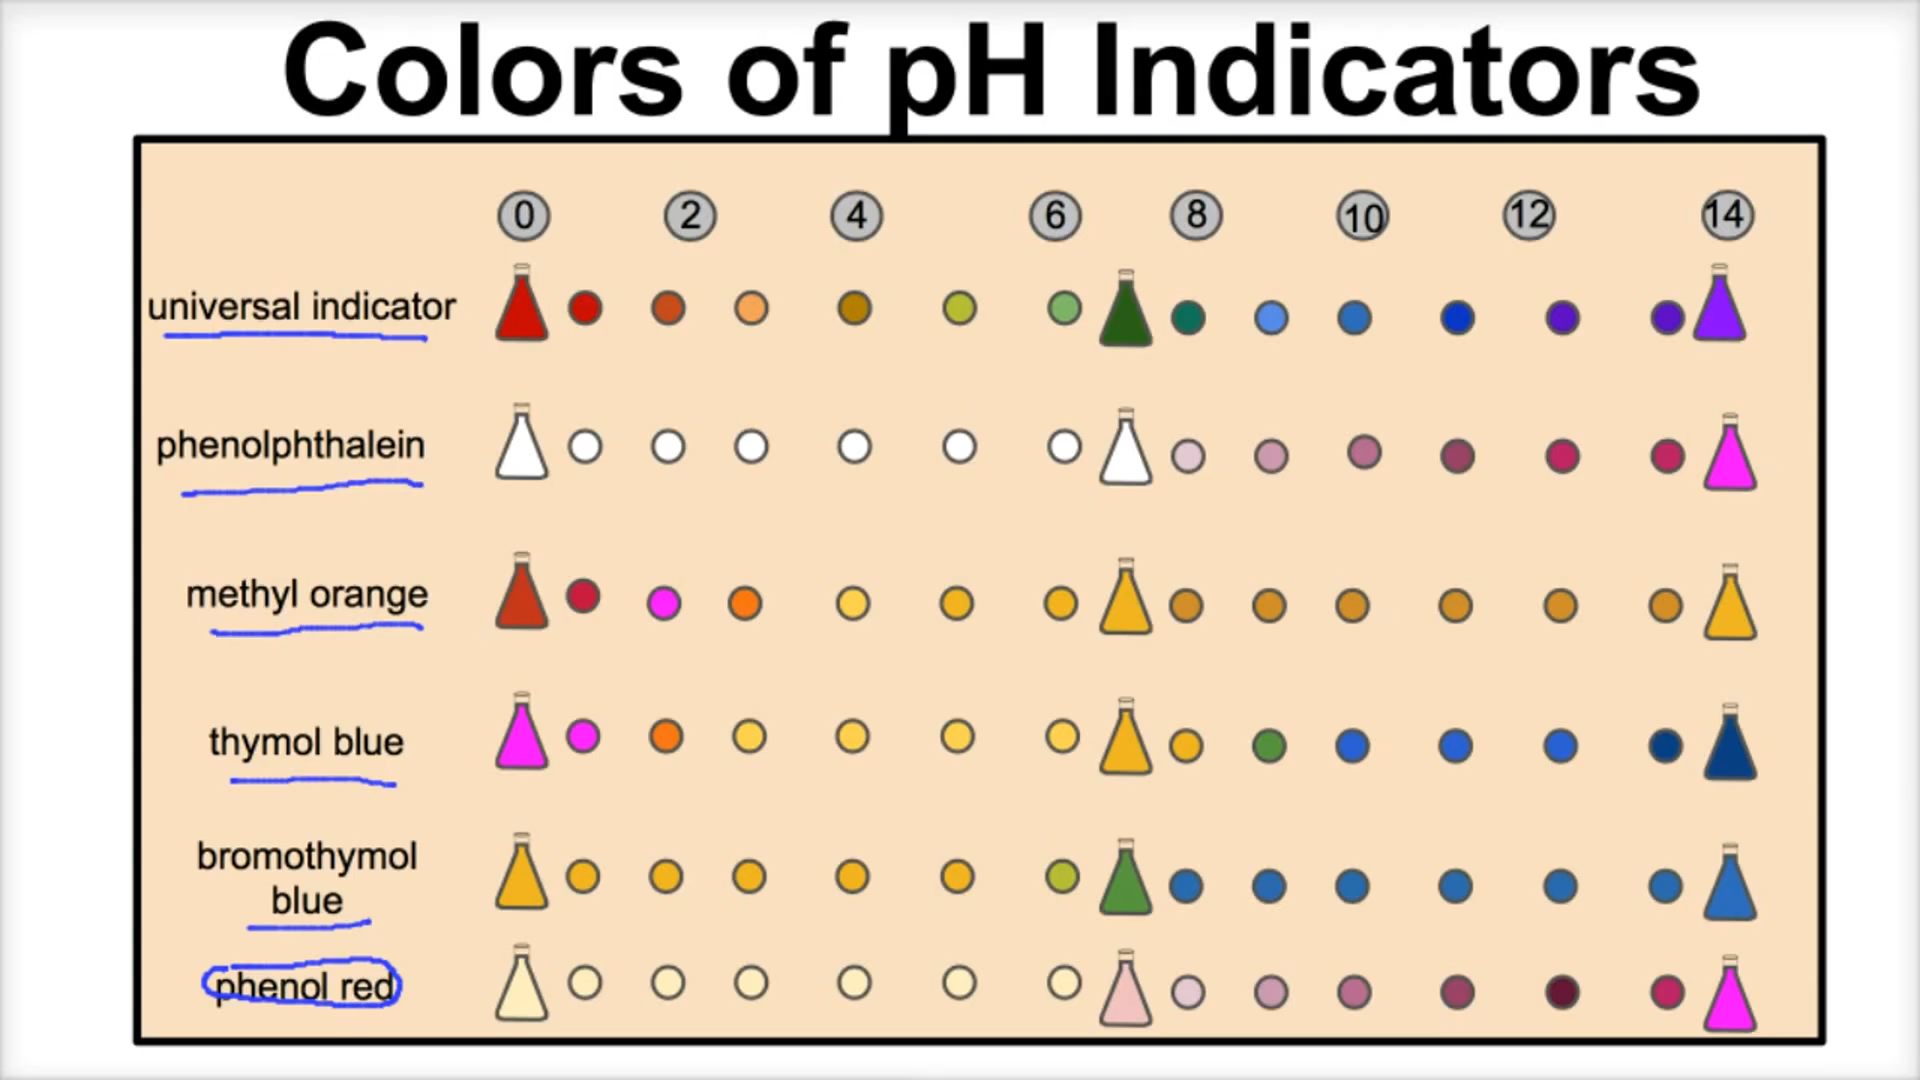 Colors of pH Indicators
0 2 4 6 8 10 12 14
universal indicator
phenolphthalein
methyl orange
thymol blue
bromothymol
blue
phenol red